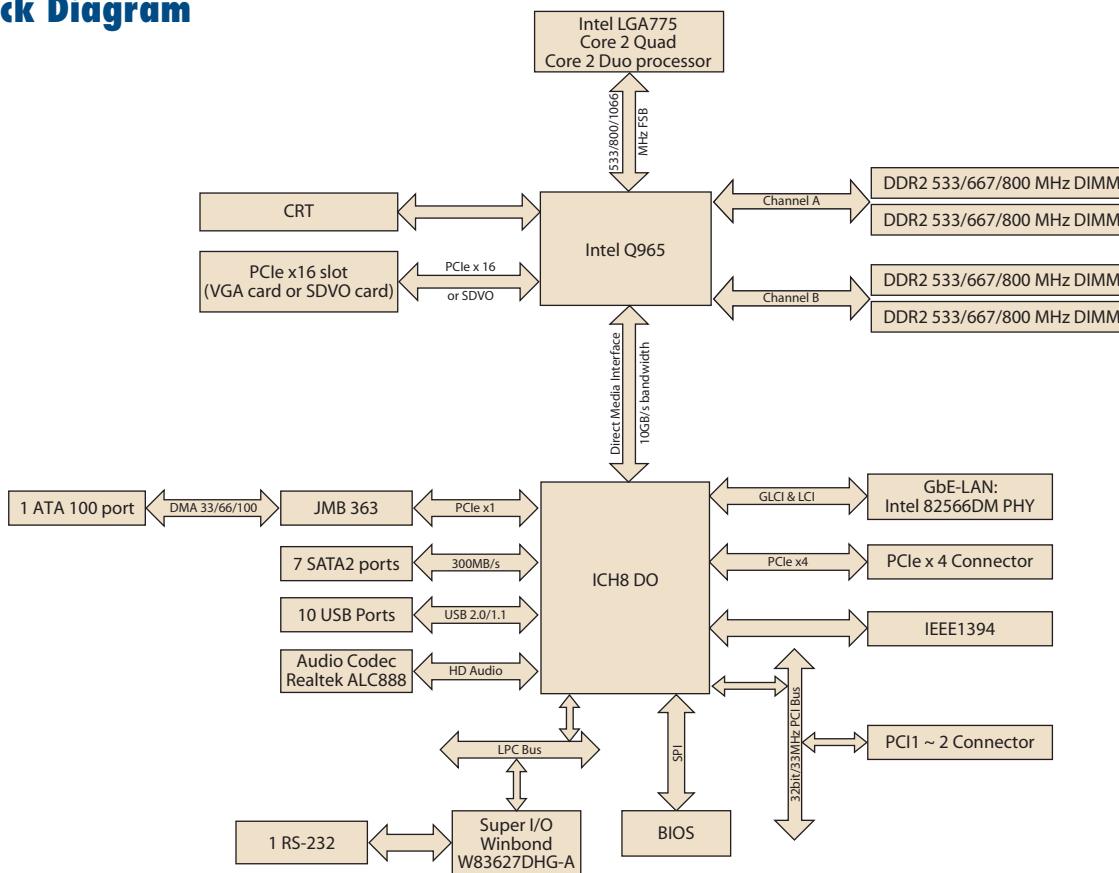 ck Diagram
Intel LGA775
Core 2 Quad
Core 2 Duo processor
533/800/1066
MHz FSB
CRT
PCIe x16 slot
(VGA card or SDVO card)
PCIe x 16
or SDVO
Intel Q965
Channel A
DDR2 533/667/800 MHz DIMM
DDR2 533/667/800 MHz DIMM
Channel B
DDR2 533/667/800 MHz DIMM
DDR2 533/667/800 MHz DIMM
Direct Media Interface
10GB/s bandwidth
1 ATA 100 port
DMA 33/66/100
JMB 363
PCIe x1
7 SATA2 ports
300MB/s
10 USB Ports
USB 2.0/1.1
Audio Codec
Realtek ALC888
HD Audio
ICH8 DO
GLCI & LCI
GbE-LAN:
Intel 82566DM PHY
PCIe x4
PCIe x 4 Connector
IEEE1394
32bit/33MHz PCI Bus
PCI1 ~ 2 Connector
LPC Bus
SPI
BIOS
1 RS-232
Super I/O
Winbond
W83627DHG-A